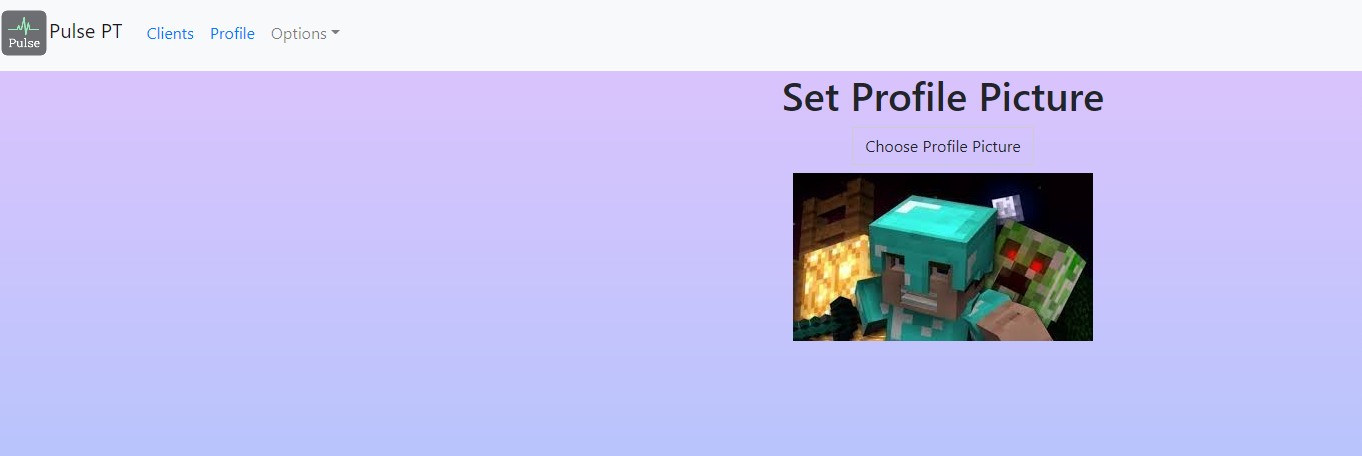 Pulse
Pulse PT Clients Profile Options
Set Profile Picture
Choose Profile Picture